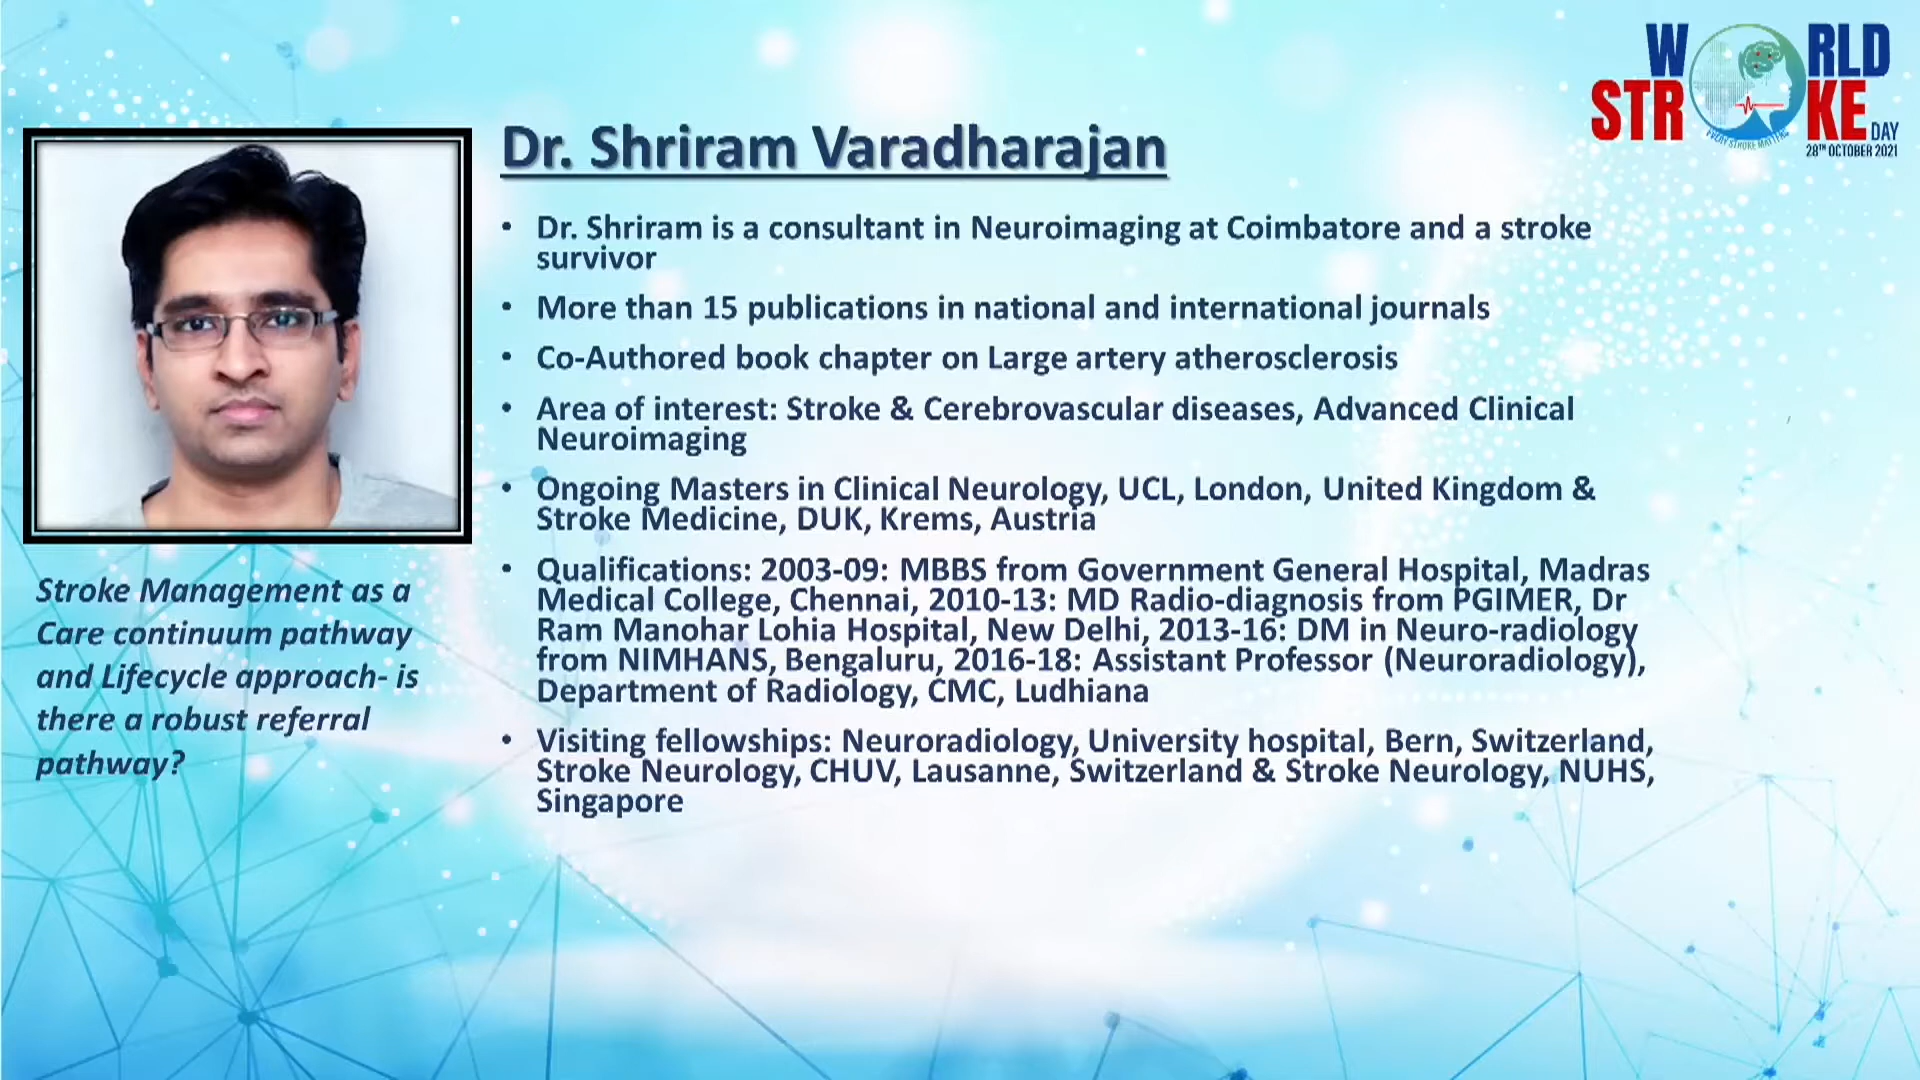 W RLD
STR KE DAY
28TH OCTOBER 2021
Dr. Shriram Varadharajan
• Dr. Shriram is a consultant in Neuroimaging at Coimbatore and a stroke
survivor
• More than 15 publications in national and international journals
• Co-Authored book chapter on Large artery atherosclerosis
• Area of interest: Stroke & Cerebrovascular diseases, Advanced Clinical
Neuroimaging
• Ongoing Masters in Clinical Neurology, UCL, London, United Kingdom &
Stroke Medicine, DUK, Krems, Austria
• Qualifications: 2003-09: MBBS from Government General Hospital, Madras
Medical College, Chennai, 2010-13: MD Radio-diagnosis from PGIMER, Dr
Ram Manohar Lohia Hospital, New Delhi, 2013-16: DM in Neuro-radiology
from NIMHANS, Bengaluru, 2016-18: Assistant Professor (Neuroradiology),
Department of Radiology, CMC, Ludhiana
• Visiting fellowships: Neuroradiology, University hospital, Bern, Switzerland,
Stroke Neurology, CHUV, Lausanne, Switzerland & Stroke Neurology, NUHS,
Singapore
Stroke Management as a
Care continuum pathway
and Lifecycle approach- is
there a robust referral
pathway?